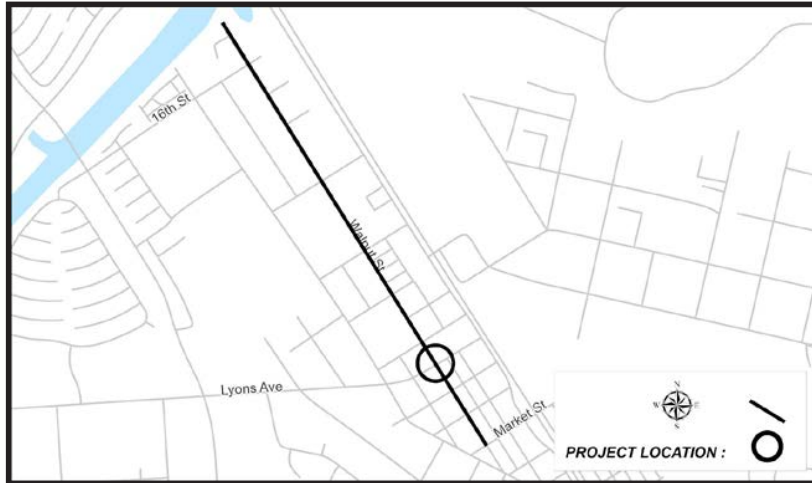 16th St
Walnut St
Lyons Ave
Market St
N
W E
S
PROJECT LOCATION :